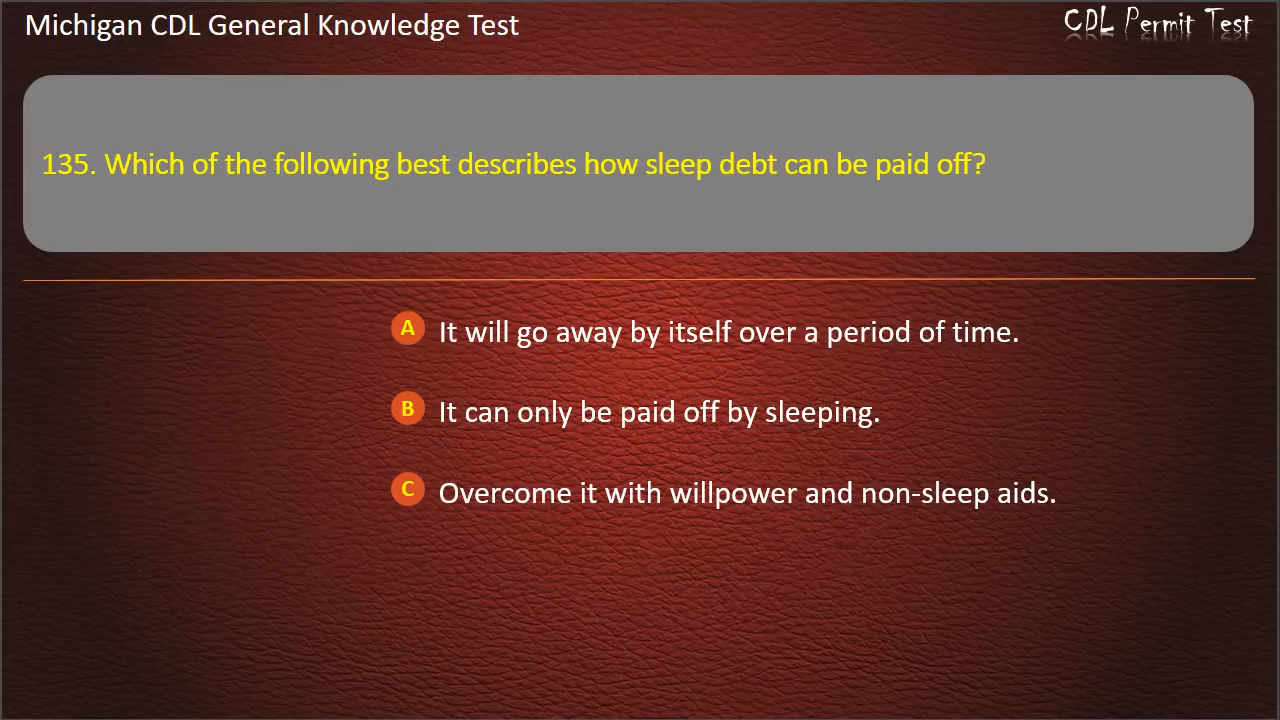 Michigan CDL General Knowledge Test
CDL Permit Test
135. Which of the following best describes how sleep debt can be paid off?
A It will go away by itself over a period of time.
B It can only be paid off by sleeping.
C Overcome it with willpower and non-sleep aids.